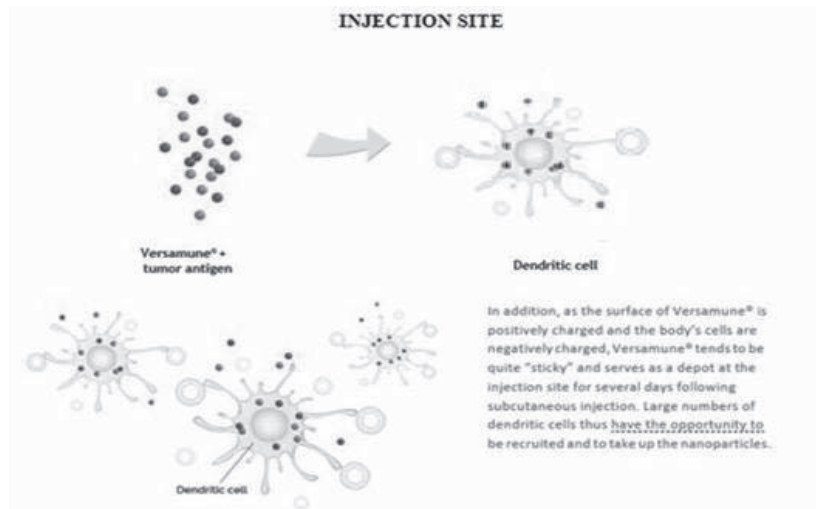 INJECTION SITE
Versamune® +
tumor antigen
Dendritic cell
In addition, as the surface of Versamune® is
positively charged and the body's cells are
negatively charged, Versamune® tends to be
quite "sticky" and serves as a depot at the
injection site for several days following
subcutaneous injection. Large numbers of
dendritic cells thus have the opportunity to
be recruited and to take up the nanoparticles.
Dendritic cell